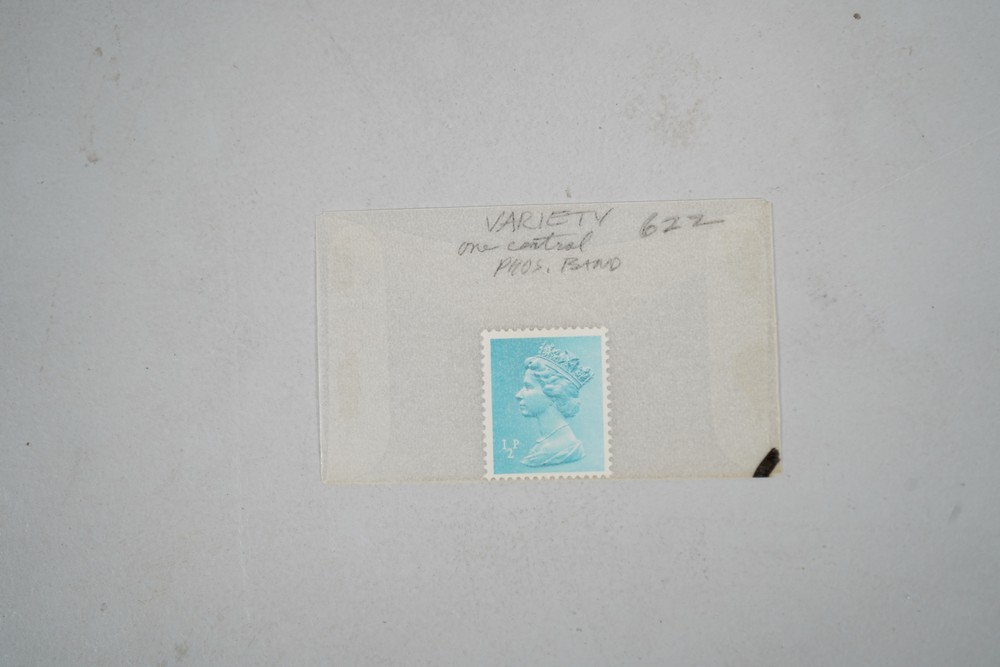 VARIETY 622
one central
PHOS. BAND
½P